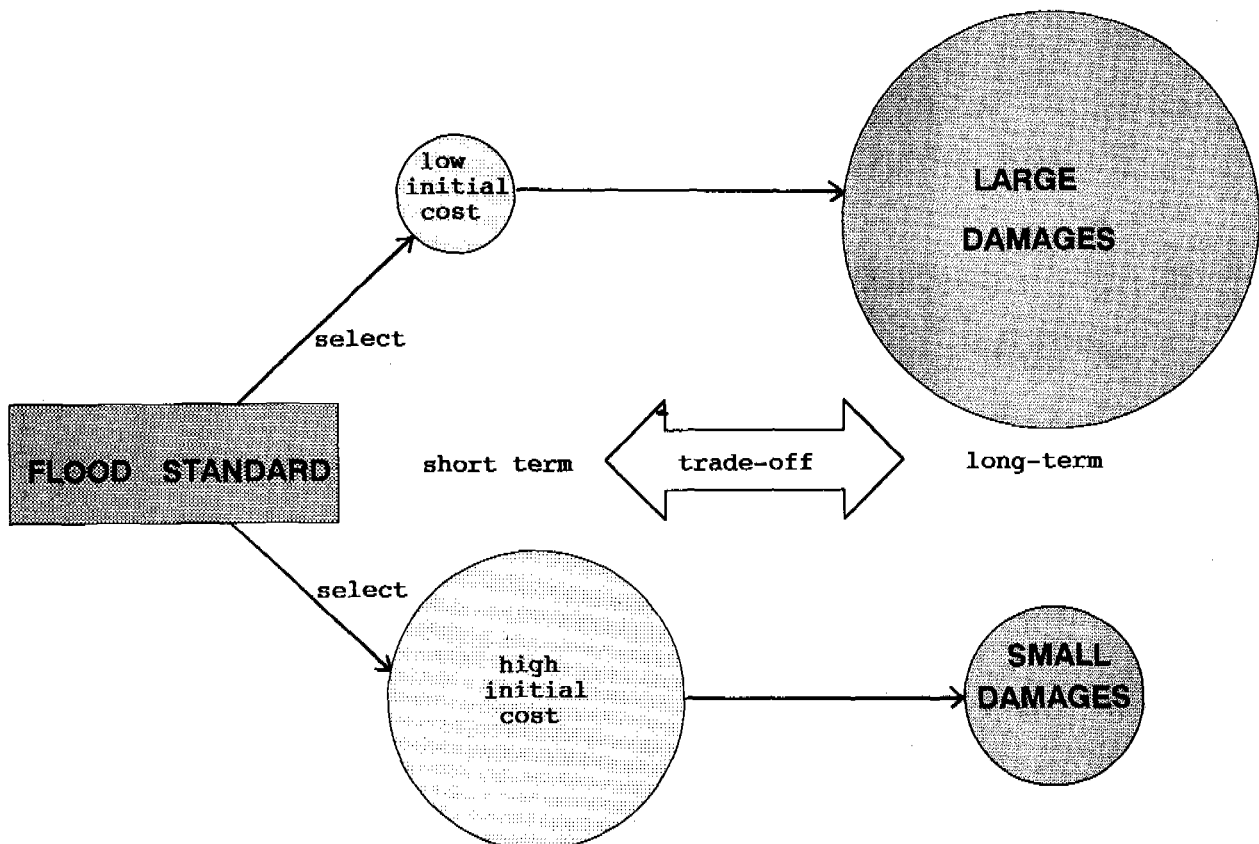 low
initial
cost
LARGE
DAMAGES
select
FLOOD STANDARD
short term
trade-off
long-term
select
high
initial
cost
SMALL
DAMAGES